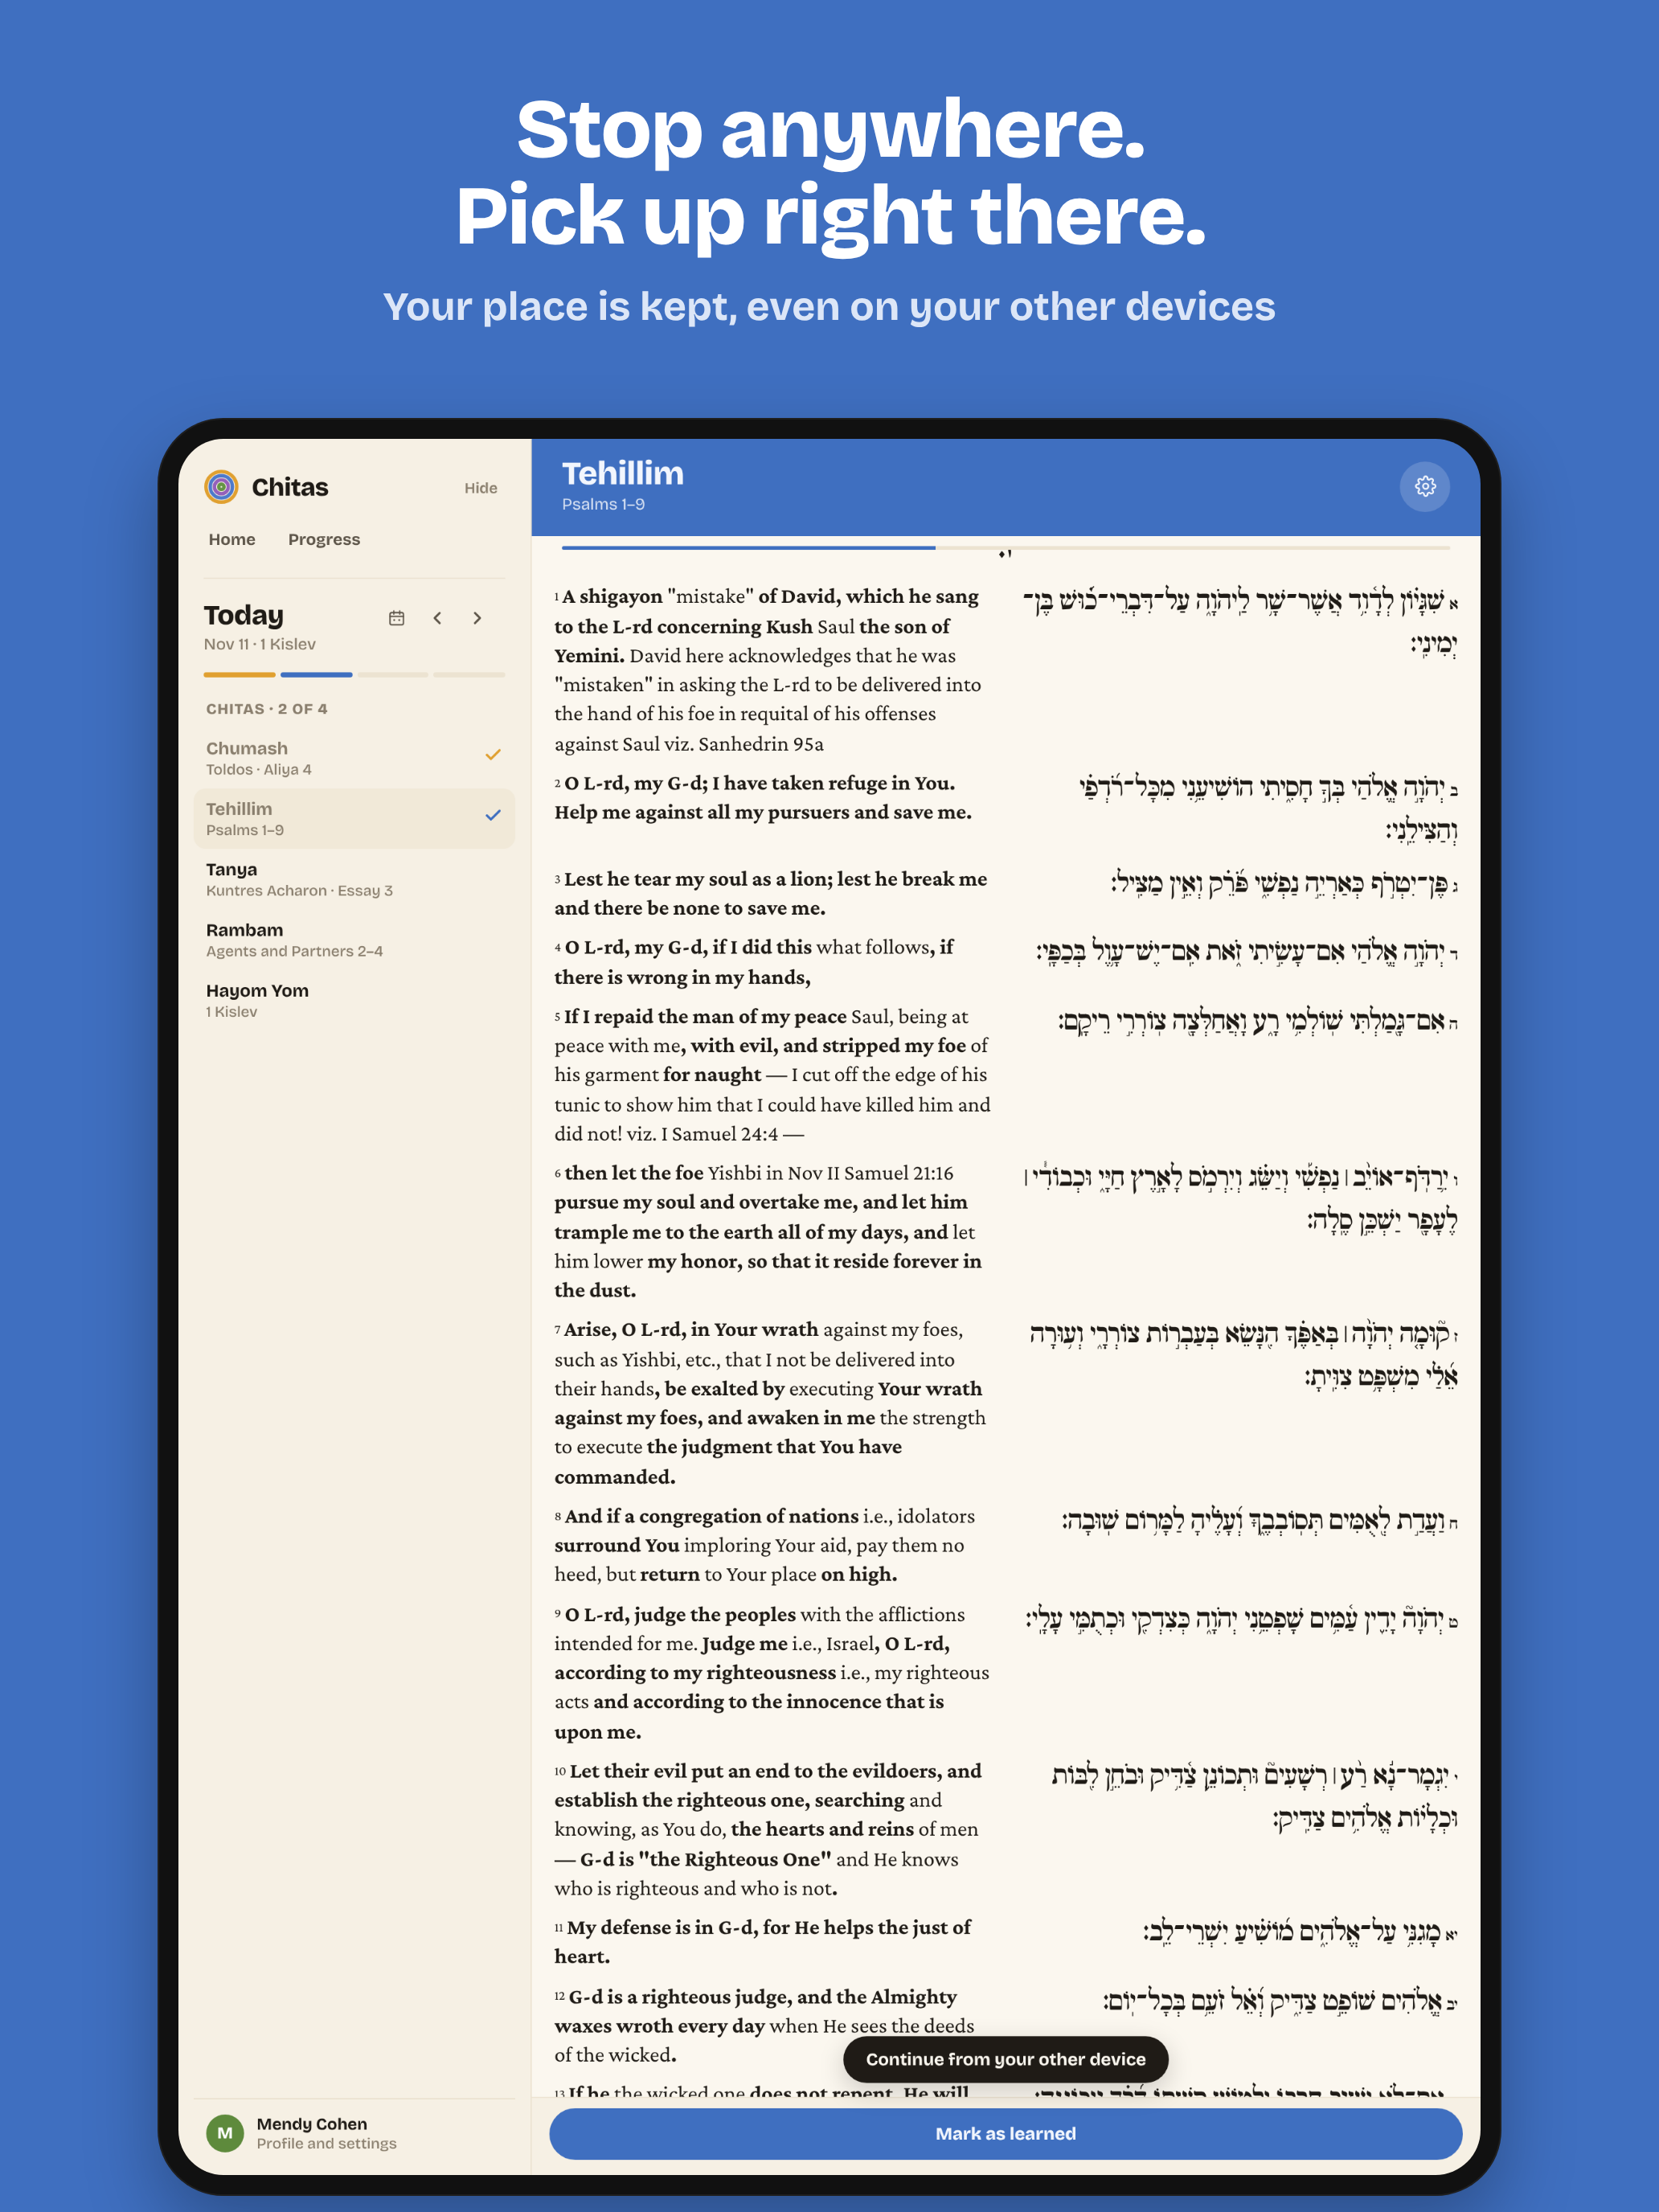 Stop anywhere.
Pick up right there.
Your place is kept, even on your other devices
Chitas
Hide
Home
Progress
Today
Nov 11 · 1 Kislev
CHITAS · 2 OF 4
Chumash
Toldos · Aliya 4
Tehillim
Psalms 1–9
Tanya
Kuntres Acharon · Essay 3
Rambam
Agents and Partners 2–4
Hayom Yom
1 Kislev
M
Mendy Cohen
Profile and settings
Tehillim
Psalms 1–9
1 A shigayon "mistake" of David, which he sang
to the L-rd concerning Kush Saul the son of
Yemini. David here acknowledges that he was
"mistaken" in asking the L-rd to be delivered into
the hand of his foe in requital of his offenses
against Saul viz. Sanhedrin 95a
א שִׁגָּי֗וֹן לְדָ֫וִ֥ד אֲשֶׁר־שָׁ֥ר לַֽיהֹוָ֑ה עַל־דִּבְרֵי־כ֝֗וּשׁ בֶּן־
יְמִינִֽי:
2 O L-rd, my G-d; I have taken refuge in You.
Help me against all my pursuers and save me.
ב יְהֹוָ֣ה אֱ֭לֹהַי בְּךָ֣ חָסִ֑יתִי הוֹשִׁיעֵ֥נִי מִכָּל־רֹ֝דְפַ֗י
וְהַצִּילֵֽנִי:
3 Lest he tear my soul as a lion; lest he break me
and there be none to save me.
ג פֶּן־יִטְרֹ֣ף כְּאַרְיֵ֣ה נַפְשִׁ֑י פֹּ֝רֵ֗ק וְאֵ֣ין מַצִּֽיל:
4 O L-rd, my G-d, if I did this what follows, if
there is wrong in my hands,
ד יְהֹוָ֣ה אֱ֭לֹהַי אִם־עָשִׂ֣יתִי זֹ֑את אִֽם־יֶשׁ־עָ֥וֶל בְּכַפָּֽי:
5 If I repaid the man of my peace Saul, being at
peace with me, with evil, and stripped my foe of
his garment for naught — I cut off the edge of his
tunic to show him that I could have killed him and
did not! viz. I Samuel 24:4 —
ה אִם־גָּ֭מַלְתִּי שֽׁוֹלְמִ֥י רָ֑ע וָאֲחַלְּצָ֖ה צֽוֹרְרִ֣י רֵיקָֽם:
6 then let the foe Yishbi in Nov II Samuel 21:16
pursue my soul and overtake me, and let him
trample me to the earth all of my days, and let
him lower my honor, so that it reside forever in
the dust.
ו יִֽרַדֹּ֥ף־אוֹיֵ֨ב ׀ נַפְשִׁ֡י וְיַשֵּׂ֗ג וְיִרְמֹ֣ס לָאָ֣רֶץ חַיָּ֑י וּכְבוֹדִ֓י ׀
לֶעָפָ֖ר יַשְׁכֵּ֣ן סֶֽלָה:
7 Arise, O L-rd, in Your wrath against my foes,
such as Yishbi, etc., that I not be delivered into
their hands, be exalted by executing Your wrath
against my foes, and awaken in me the strength
to execute the judgment that You have
commanded.
ז ק֘וּמָ֤ה יְהֹוָ֨ה ׀ בְּאַפֶּ֗ךָ הִ֭נָּשֵׂא בְּעַבְר֣וֹת צוֹרְרָ֑י וְע֥וּרָה
אֵ֝לַ֗י מִשְׁפָּ֥ט צִוִּֽיתָ:
8 And if a congregation of nations i.e., idolators
surround You imploring Your aid, pay them no
heed, but return to Your place on high.
ח וַעֲדַ֣ת לְ֭אֻמִּים תְּסֽוֹבְבֶ֑ךָּ וְ֝עָלֶ֗יהָ לַמָּר֥וֹם שֽׁוּבָה:
9 O L-rd, judge the peoples with the afflictions
intended for me. Judge me i.e., Israel, O L-rd,
according to my righteousness i.e., my righteous
acts and according to the innocence that is
upon me.
ט יְהֹוָה֮ יָדִ֪ין עַ֫מִּ֥ים שָׁפְטֵ֥נִי יְהֹוָ֑ה כְּצִדְקִ֖י וּכְתֻמִּ֣י עָלָֽי:
10 Let their evil put an end to the evildoers, and
establish the righteous one, searching and
knowing, as You do, the hearts and reins of men
— G-d is "the Righteous One" and He knows
who is righteous and who is not.
י יִגְמָר־נָ֬א רַ֨ע ׀ רְשָׁעִים֮ וּתְכוֹנֵ֪ן צַ֫דִּ֥יק וּבֹחֵ֣ן לִ֭בּוֹת
וּכְלָי֗וֹת אֱלֹהִ֥ים צַדִּֽיק:
11 My defense is in G-d, for He helps the just of
heart.
יא מָגִנִּ֥י עַל־אֱלֹהִ֑ים מ֝וֹשִׁ֗יעַ יִשְׁרֵי־לֵֽב:
12 G-d is a righteous judge, and the Almighty
waxes wroth every day when He sees the deeds
of the wicked.
יב אֱ֭לֹהִים שׁוֹפֵ֣ט צַדִּ֑יק וְ֝אֵ֗ל זֹעֵ֥ם בְּכָל־יֽוֹם:
13 If he the wicked one does not repent, He will
Continue from your other device
Mark as learned